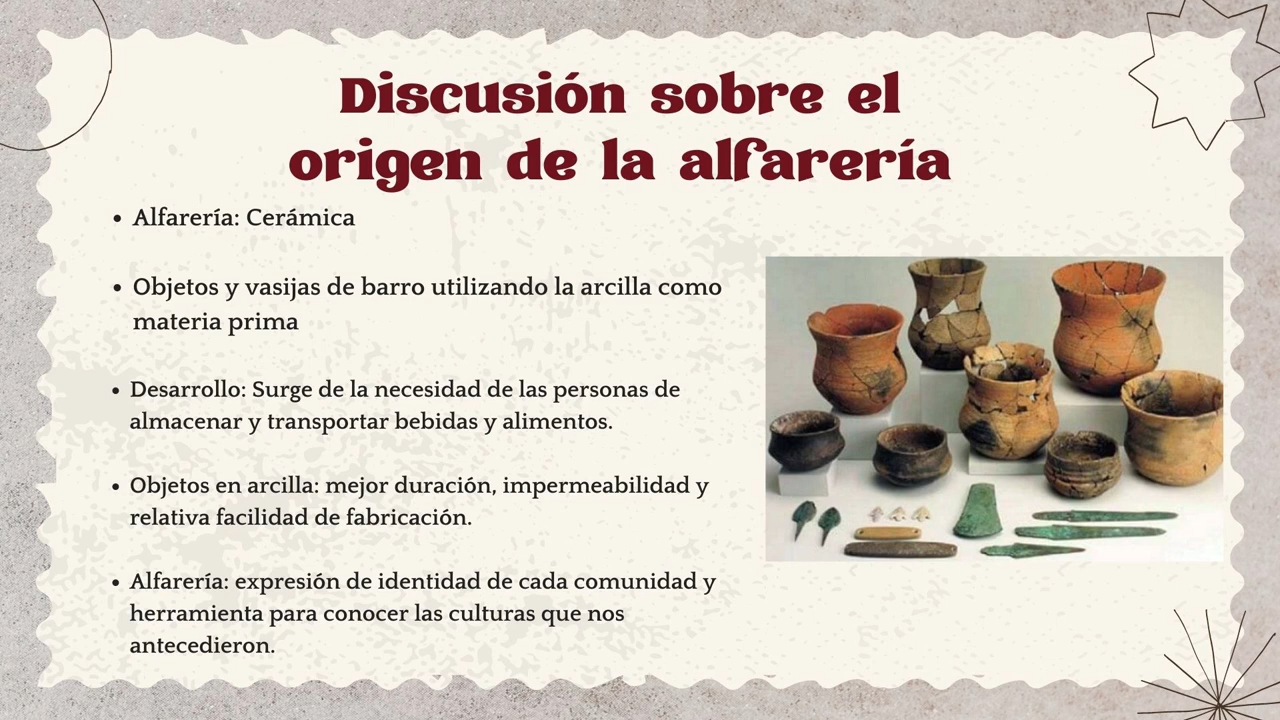 Discusión sobre el
origen de la alfarería
• Alfarería: Cerámica
• Objetos y vasijas de barro utilizando la arcilla como
materia prima
• Desarrollo: Surge de la necesidad de las personas de
almacenar y transportar bebidas y alimentos.
• Objetos en arcilla: mejor duración, impermeabilidad y
relativa facilidad de fabricación.
• Alfarería: expresión de identidad de cada comunidad y
herramienta para conocer las culturas que nos
antecedieron.